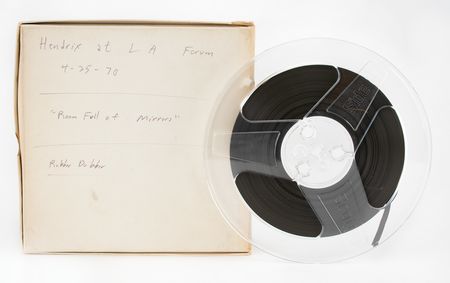 Hendrix at L A Forum
4-25-70
"Room Full of Mirrors"
Rubber Dubber